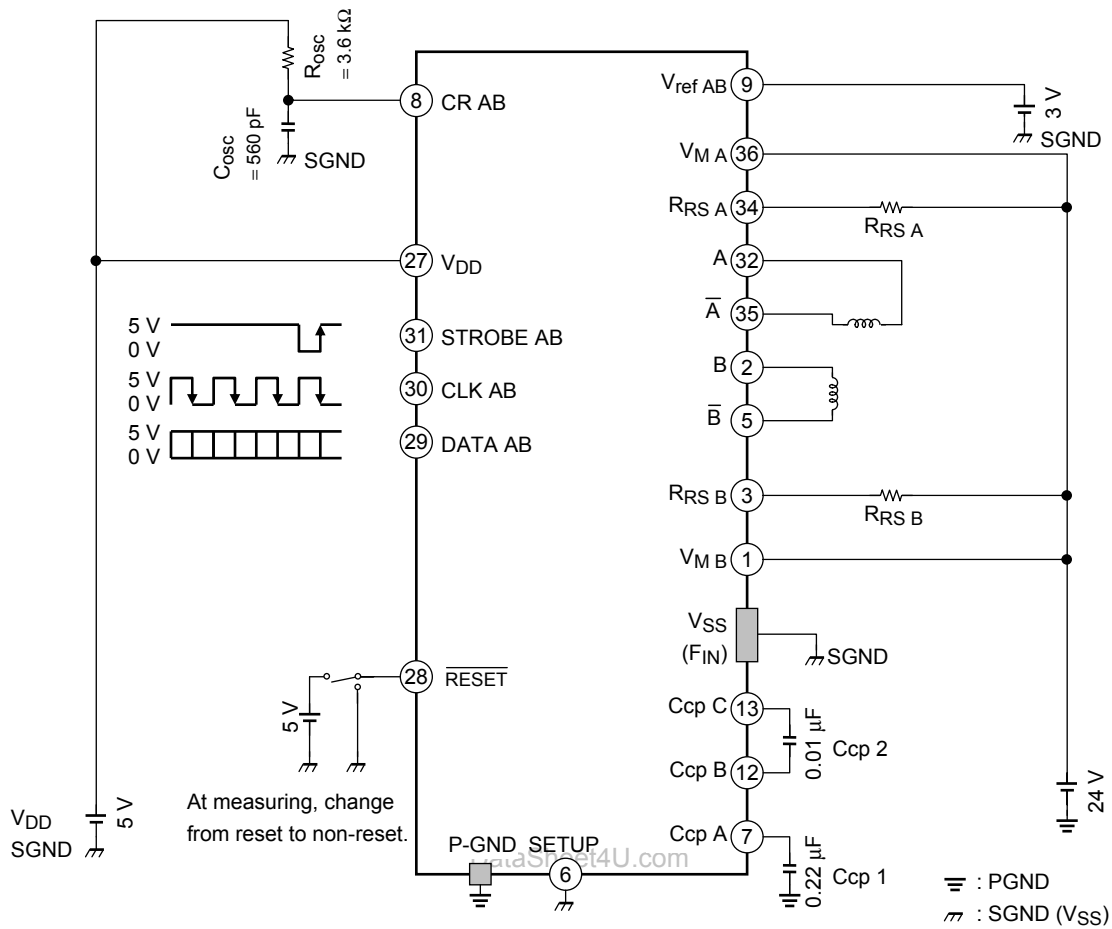 Rosc
= 3.6 kΩ
Cosc
= 560 pF
SGND
8
CR AB
27
VDD
5 V
0 V
31
STROBE AB
5 V
0 V
30
CLK AB
5 V
0 V
29
DATA AB
28
RESET
5 V
At measuring, change
from reset to non-reset.
VDD
SGND
5 V
P-GND
SETUP
6
DataSheet4U.com
Vref AB
9
3 V
SGND
VM A
36
RRS A
34
RRS A
A
32
A
35
B
2
B
5
RRS B
3
RRS B
VM B
1
VSS
(FIN)
SGND
Ccp C
13
0.01 μF
Ccp 2
Ccp B
12
Ccp A
7
0.22 μF
Ccp 1
24 V
: PGND
: SGND (VSS)